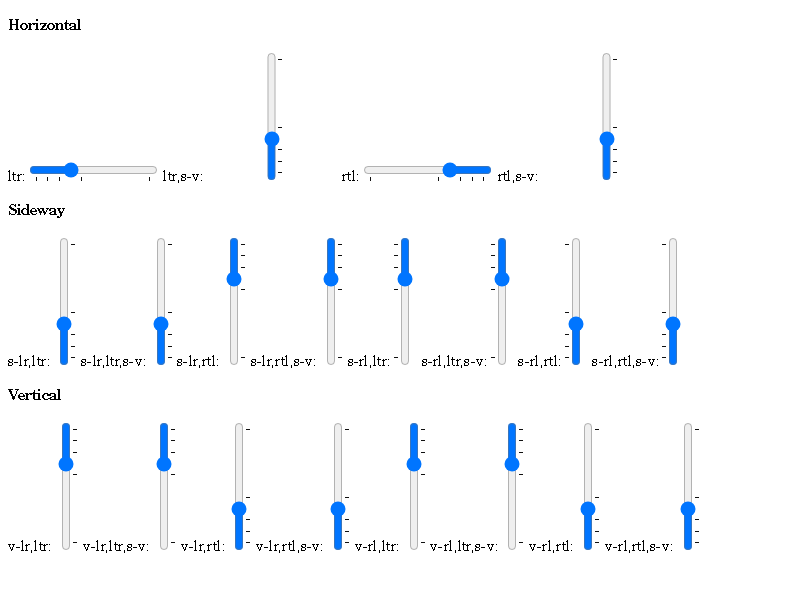 Horizontal
ltr: ltr,s-v: rtl: rtl,s-v:
Sideway
s-lr,ltr: s-lr,ltr,s-v: s-lr,rtl: s-lr,rtl,s-v: s-rl,ltr: s-rl,ltr,s-v: s-rl,rtl: s-rl,rtl,s-v:
Vertical
v-lr,ltr: v-lr,ltr,s-v: v-lr,rtl: v-lr,rtl,s-v: v-rl,ltr: v-rl,ltr,s-v: v-rl,rtl: v-rl,rtl,s-v: